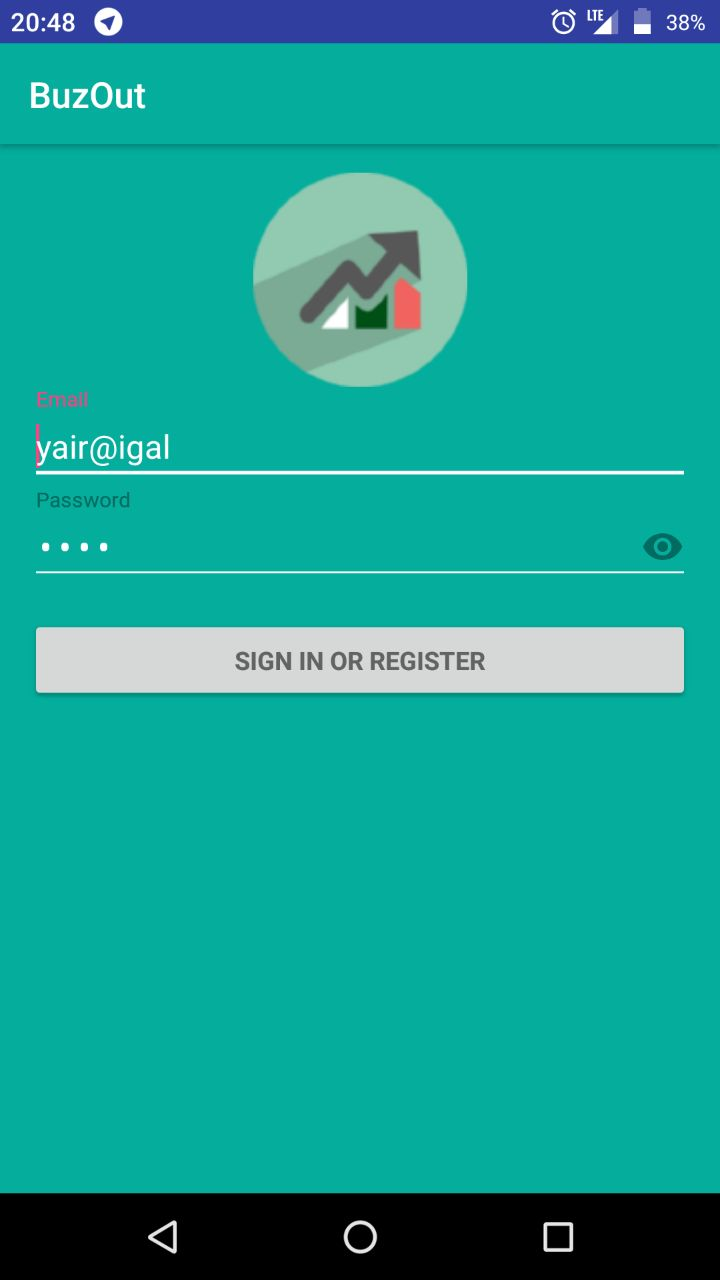 20:48 LTE 38%
BuzOut
Email
yair@igal
Password
••••
SIGN IN OR REGISTER